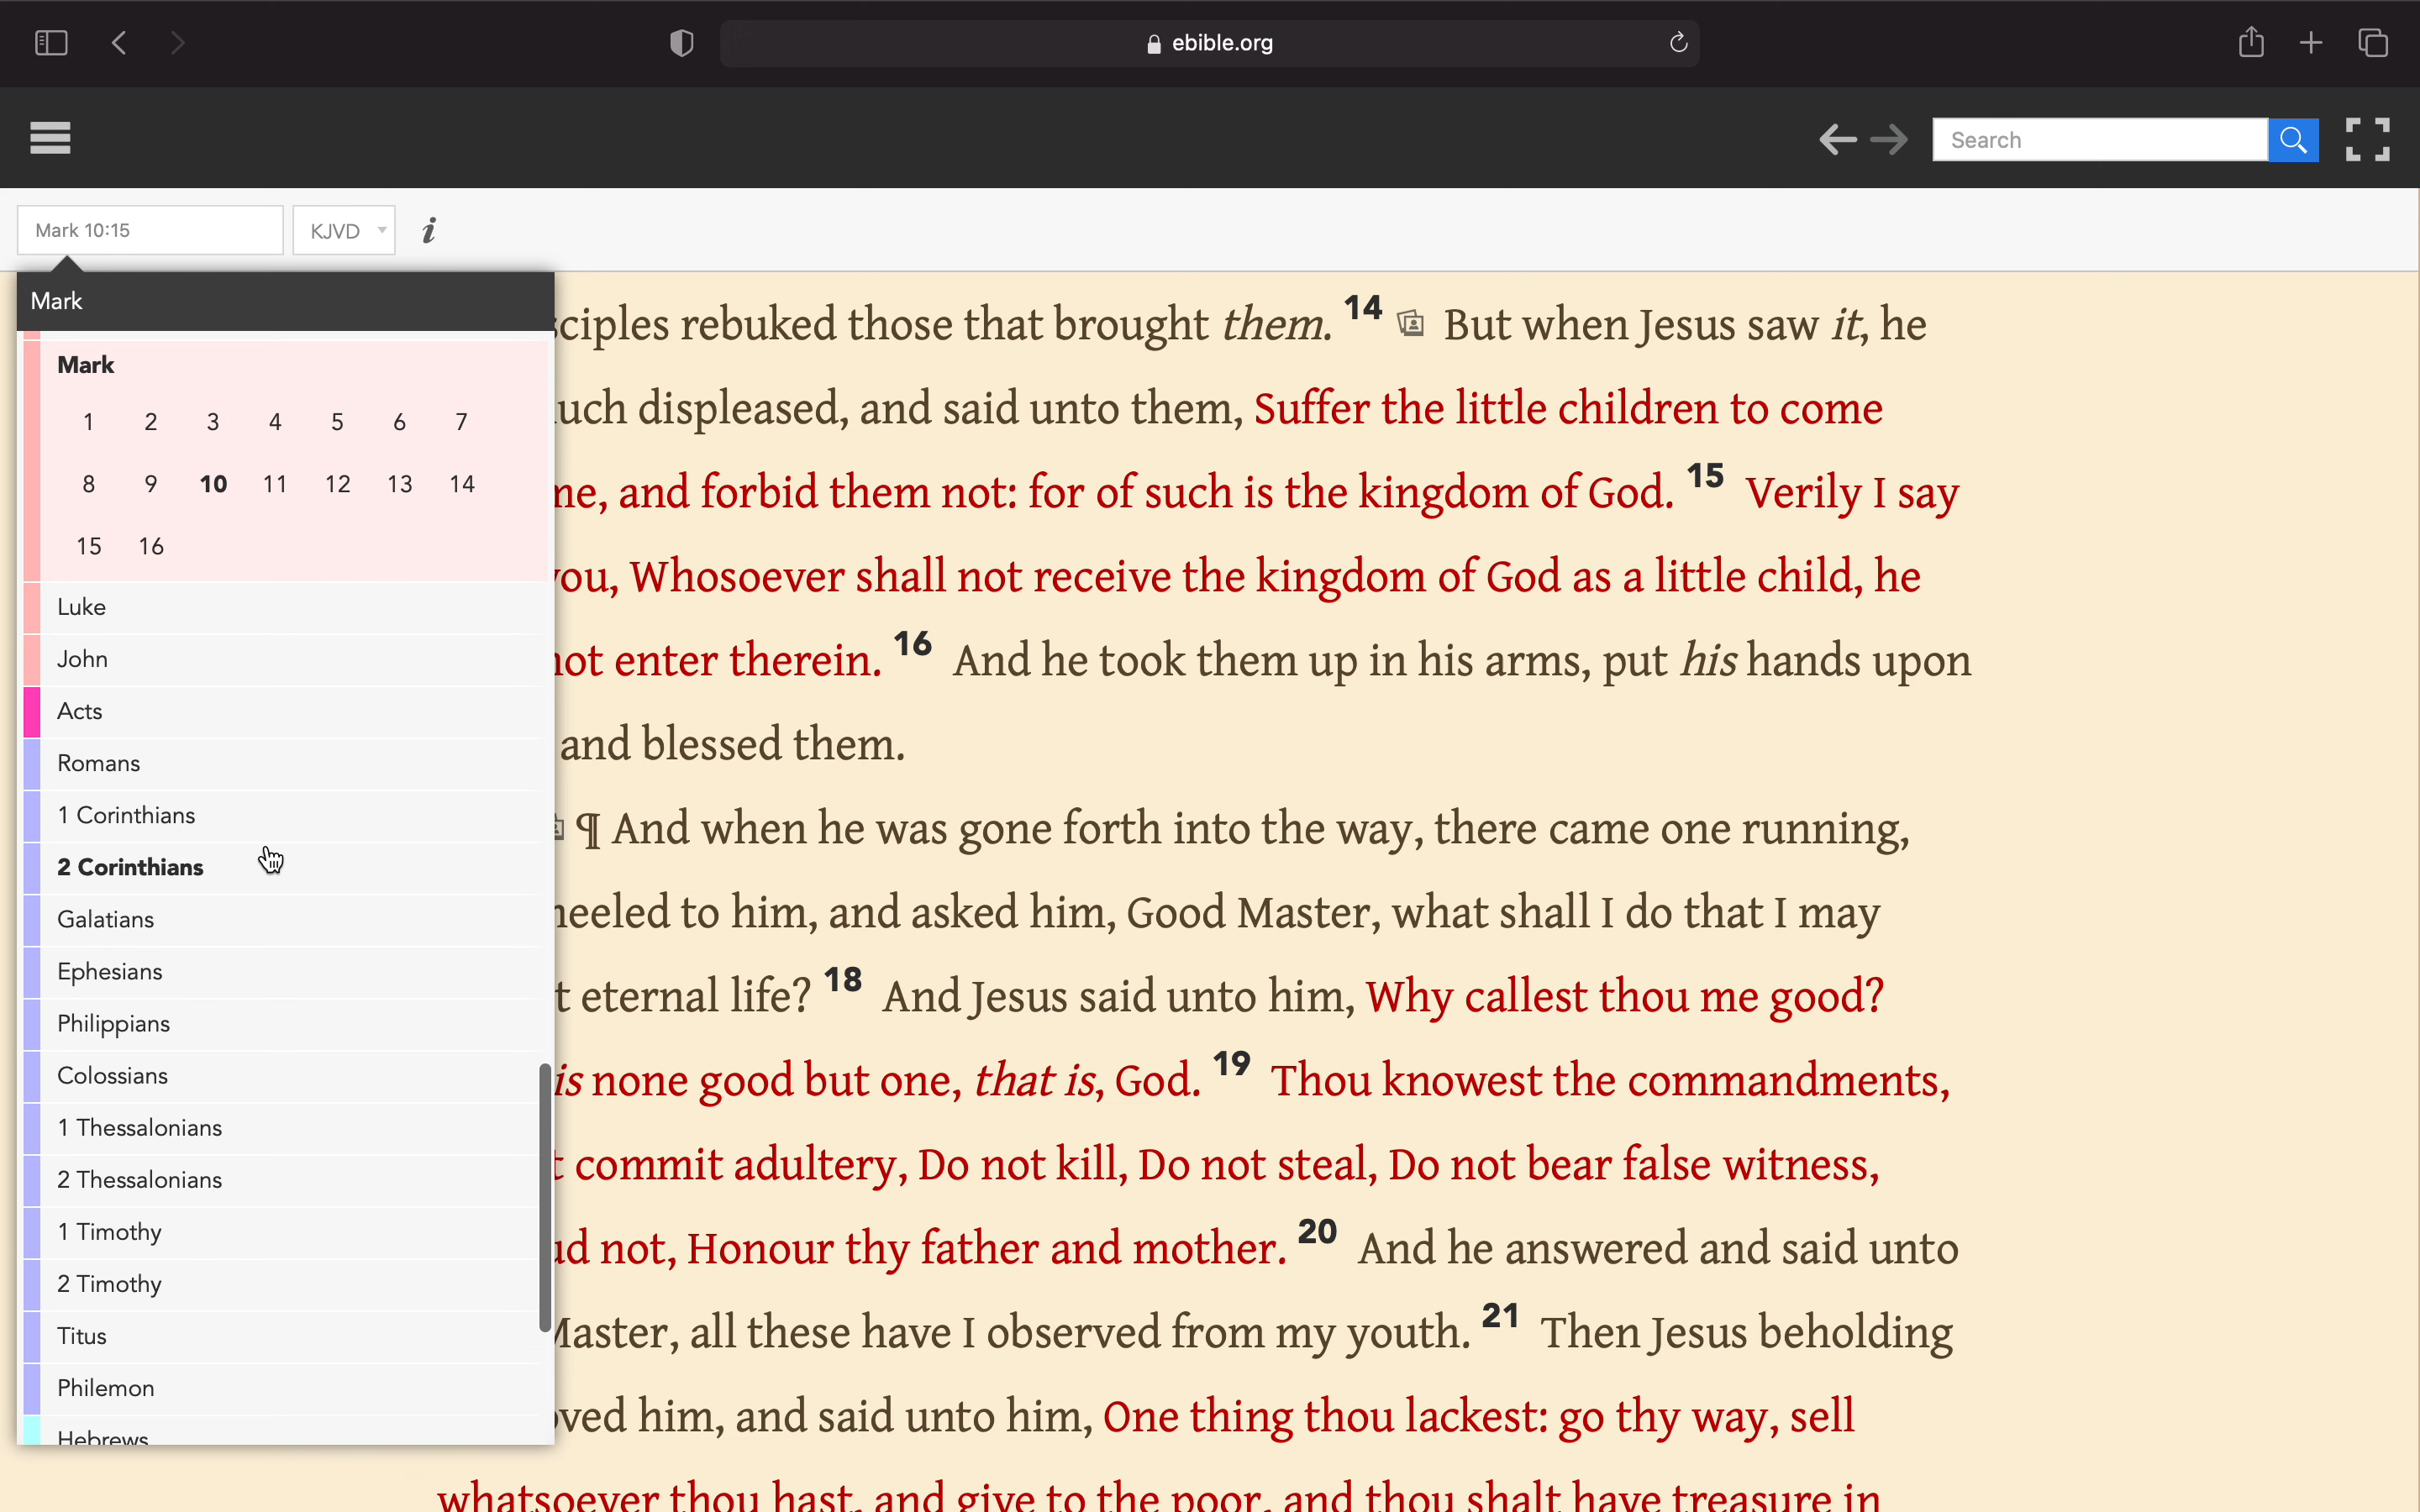 ebible.org
Search
Mark 10:15
KJVD
i
Mark
Mark
1 2 3 4 5 6 7
8 9 10 11 12 13 14
15 16
Luke
John
Acts
Romans
1 Corinthians
2 Corinthians
Galatians
Ephesians
Philippians
Colossians
1 Thessalonians
2 Thessalonians
1 Timothy
2 Timothy
Titus
Philemon
Hebrews
rebuked those that brought them. 14 But when Jesus saw it, he
displeased, and said unto them, Suffer the little children to come
me, and forbid them not: for of such is the kingdom of God. 15 Verily I say
you, Whosoever shall not receive the kingdom of God as a little child, he
not enter therein. 16 And he took them up in his arms, put his hands upon
and blessed them.
¶ And when he was gone forth into the way, there came one running,
to him, and asked him, Good Master, what shall I do that I may
eternal life? 18 And Jesus said unto him, Why callest thou me good?
is none good but one, that is, God. 19 Thou knowest the commandments,
commit adultery, Do not kill, Do not steal, Do not bear false witness,
not, Honour thy father and mother. 20 And he answered and said unto
Master, all these have I observed from my youth. 21 Then Jesus beholding
him, and said unto him, One thing thou lackest: go thy way, sell
whatsoever thou hast, and give to the poor, and thou shalt have treasure in